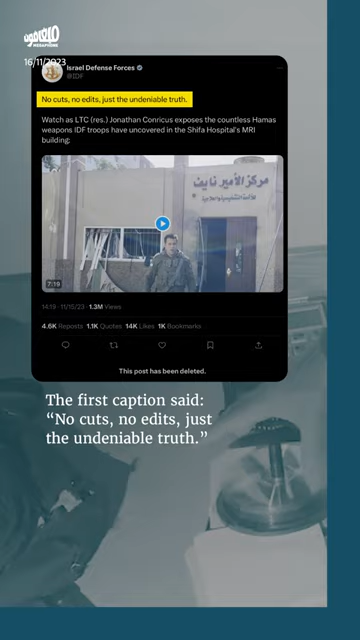 ميغافون
MEGAPHONE
16/11/2023
Israel Defense Forces
@IDF
No cuts, no edits, just the undeniable truth.
Watch as LTC (res.) Jonathan Conricus exposes the countless Hamas
weapons IDF troops have uncovered in the Shifa Hospital's MRI
building:
مركز الأمير نايف
7:19
14:19 · 11/15/23 · 1.3M Views
4.6K Reposts 1.1K Quotes 14K Likes 1K Bookmarks
This post has been deleted.
The first caption said:
“No cuts, no edits, just
the undeniable truth.”